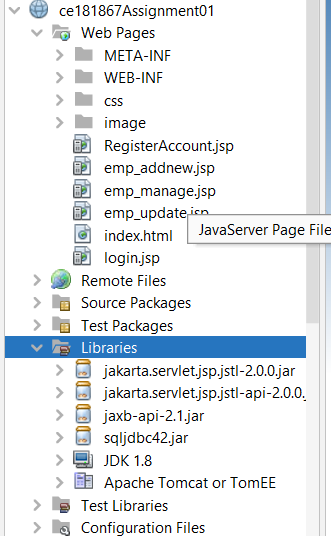 ce181867Assignment01
Web Pages
META-INF
WEB-INF
css
image
RegisterAccount.jsp
emp_addnew.jsp
emp_manage.jsp
emp_update.jsp
JavaServer Page File
index.html
login.jsp
Remote Files
Source Packages
Test Packages
Libraries
jakarta.servlet.jsp.jstl-2.0.0.jar
jakarta.servlet.jsp.jstl-api-2.0.0.
jaxb-api-2.1.jar
sqljdbc42.jar
JDK 1.8
Apache Tomcat or TomEE
Test Libraries
Configuration Files